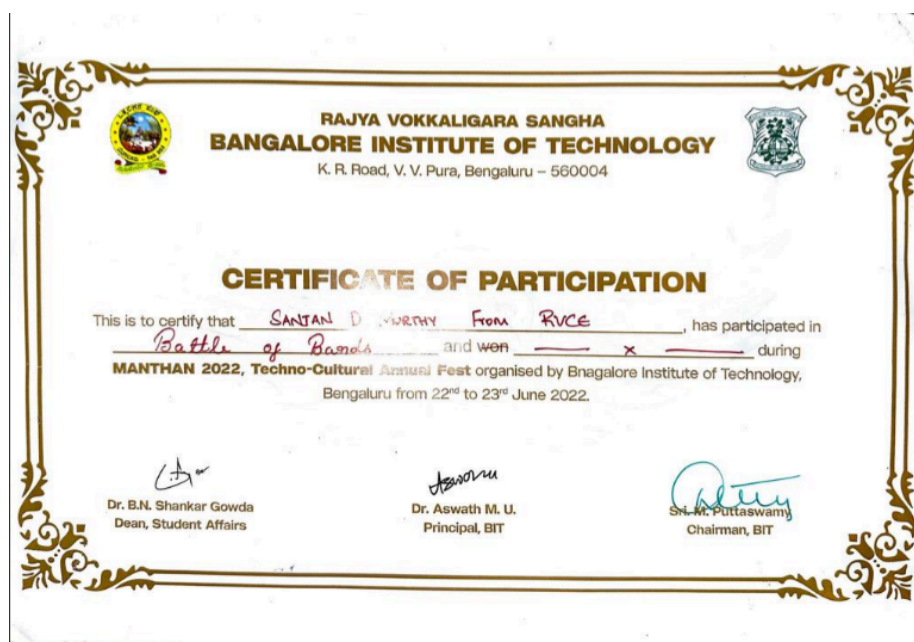 RAJYA VOKKALIGARA SANGHA
BANGALORE INSTITUTE OF TECHNOLOGY
K. R. Road, V. V. Pura, Bengaluru – 560004
CERTIFICATE OF PARTICIPATION
This is to certify that SANJAN D MURTHY From RVCE, has participated in
Battle of Bands and won — x — during
MANTHAN 2022, Techno-Cultural Annual Fest organised by Bnagalore Institute of Technology,
Bengaluru from 22nd to 23rd June 2022.
Dr. B.N. Shankar Gowda
Dean, Student Affairs
Dr. Aswath M. U.
Principal, BIT
Sri. M. Puttaswamy
Chairman, BIT